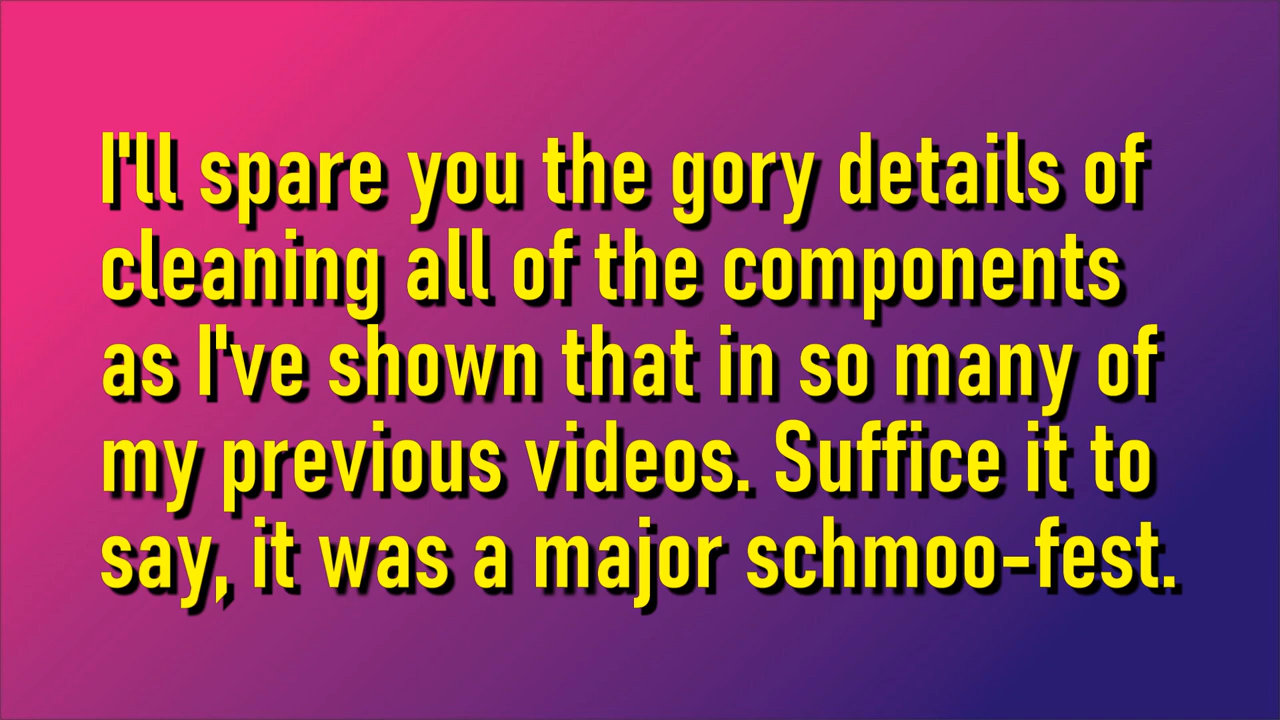 I'll spare you the gory details of
cleaning all of the components
as I've shown that in so many of
my previous videos. Suffice it to
say, it was a major schmoo-fest.